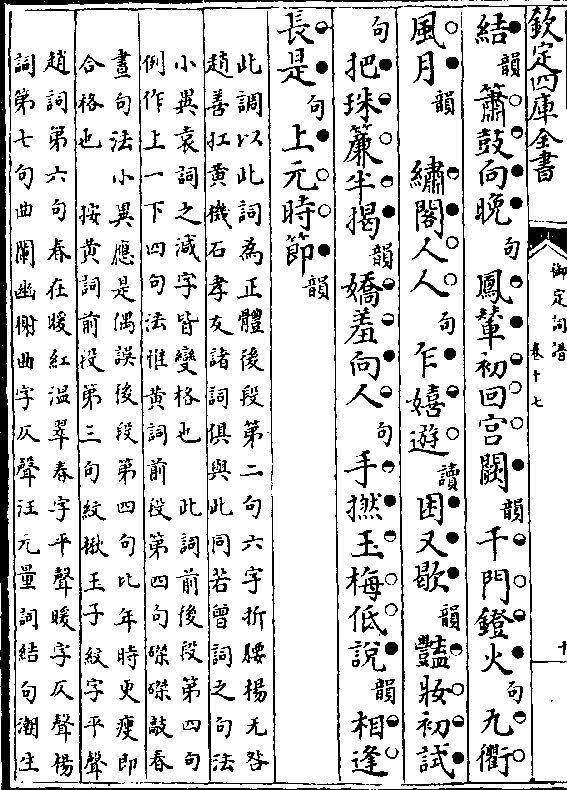 欽定四庫全書
御定詞譜
卷十七
十
結韻簫鼓向晚句鳳輦初回宮闕韻千門鐙火句九衢
風月韻 繡閣人人句乍嬉遊讀困又歇韻豔妝初試
句把珠簾半揭韻嬌羞向人句手撚玉梅低說韻相逢
長是句上元時節韻
此調以此詞為正體後段第二句六字折腰楊无咎
趙善扛黃機石孝友諸詞俱與此同若曾詞之句法
小異袁詞之減字皆變格也 此詞前後段第四句
例作上一下四句法惟黃詞前段第四句磔磔敲春
晝句法小異應是偶誤後段第四句比年時更瘦即
合格也 按黃詞前段第三句紋楸玉子紋字平聲
趙詞第六句春在暖紅溫翠春字平聲暖字仄聲楊
詞第七句曲闌幽榭曲字仄聲汪元量詞結句潮生